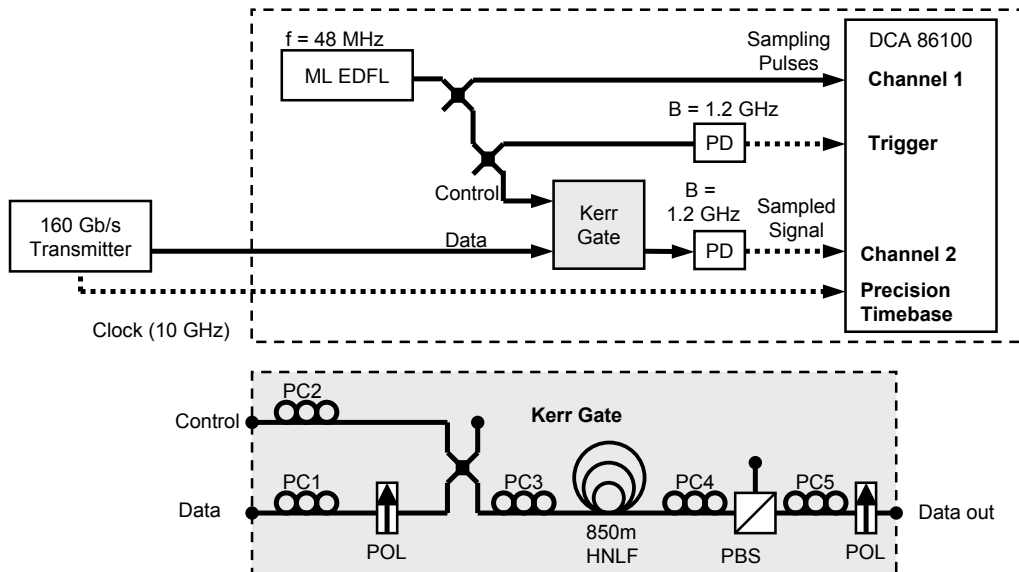 f = 48 MHz
ML EDFL
Sampling
Pulses
DCA 86100
Channel 1
B = 1.2 GHz
PD
Trigger
Control
Kerr
Gate
B =
1.2 GHz
PD
Sampled
Signal
Channel 2
160 Gb/s
Transmitter
Data
Precision
Timebase
Clock (10 GHz)
Kerr Gate
Control
PC2
Data
PC1
POL
PC3
850m
HNLF
PC4
PBS
PC5
POL
Data out